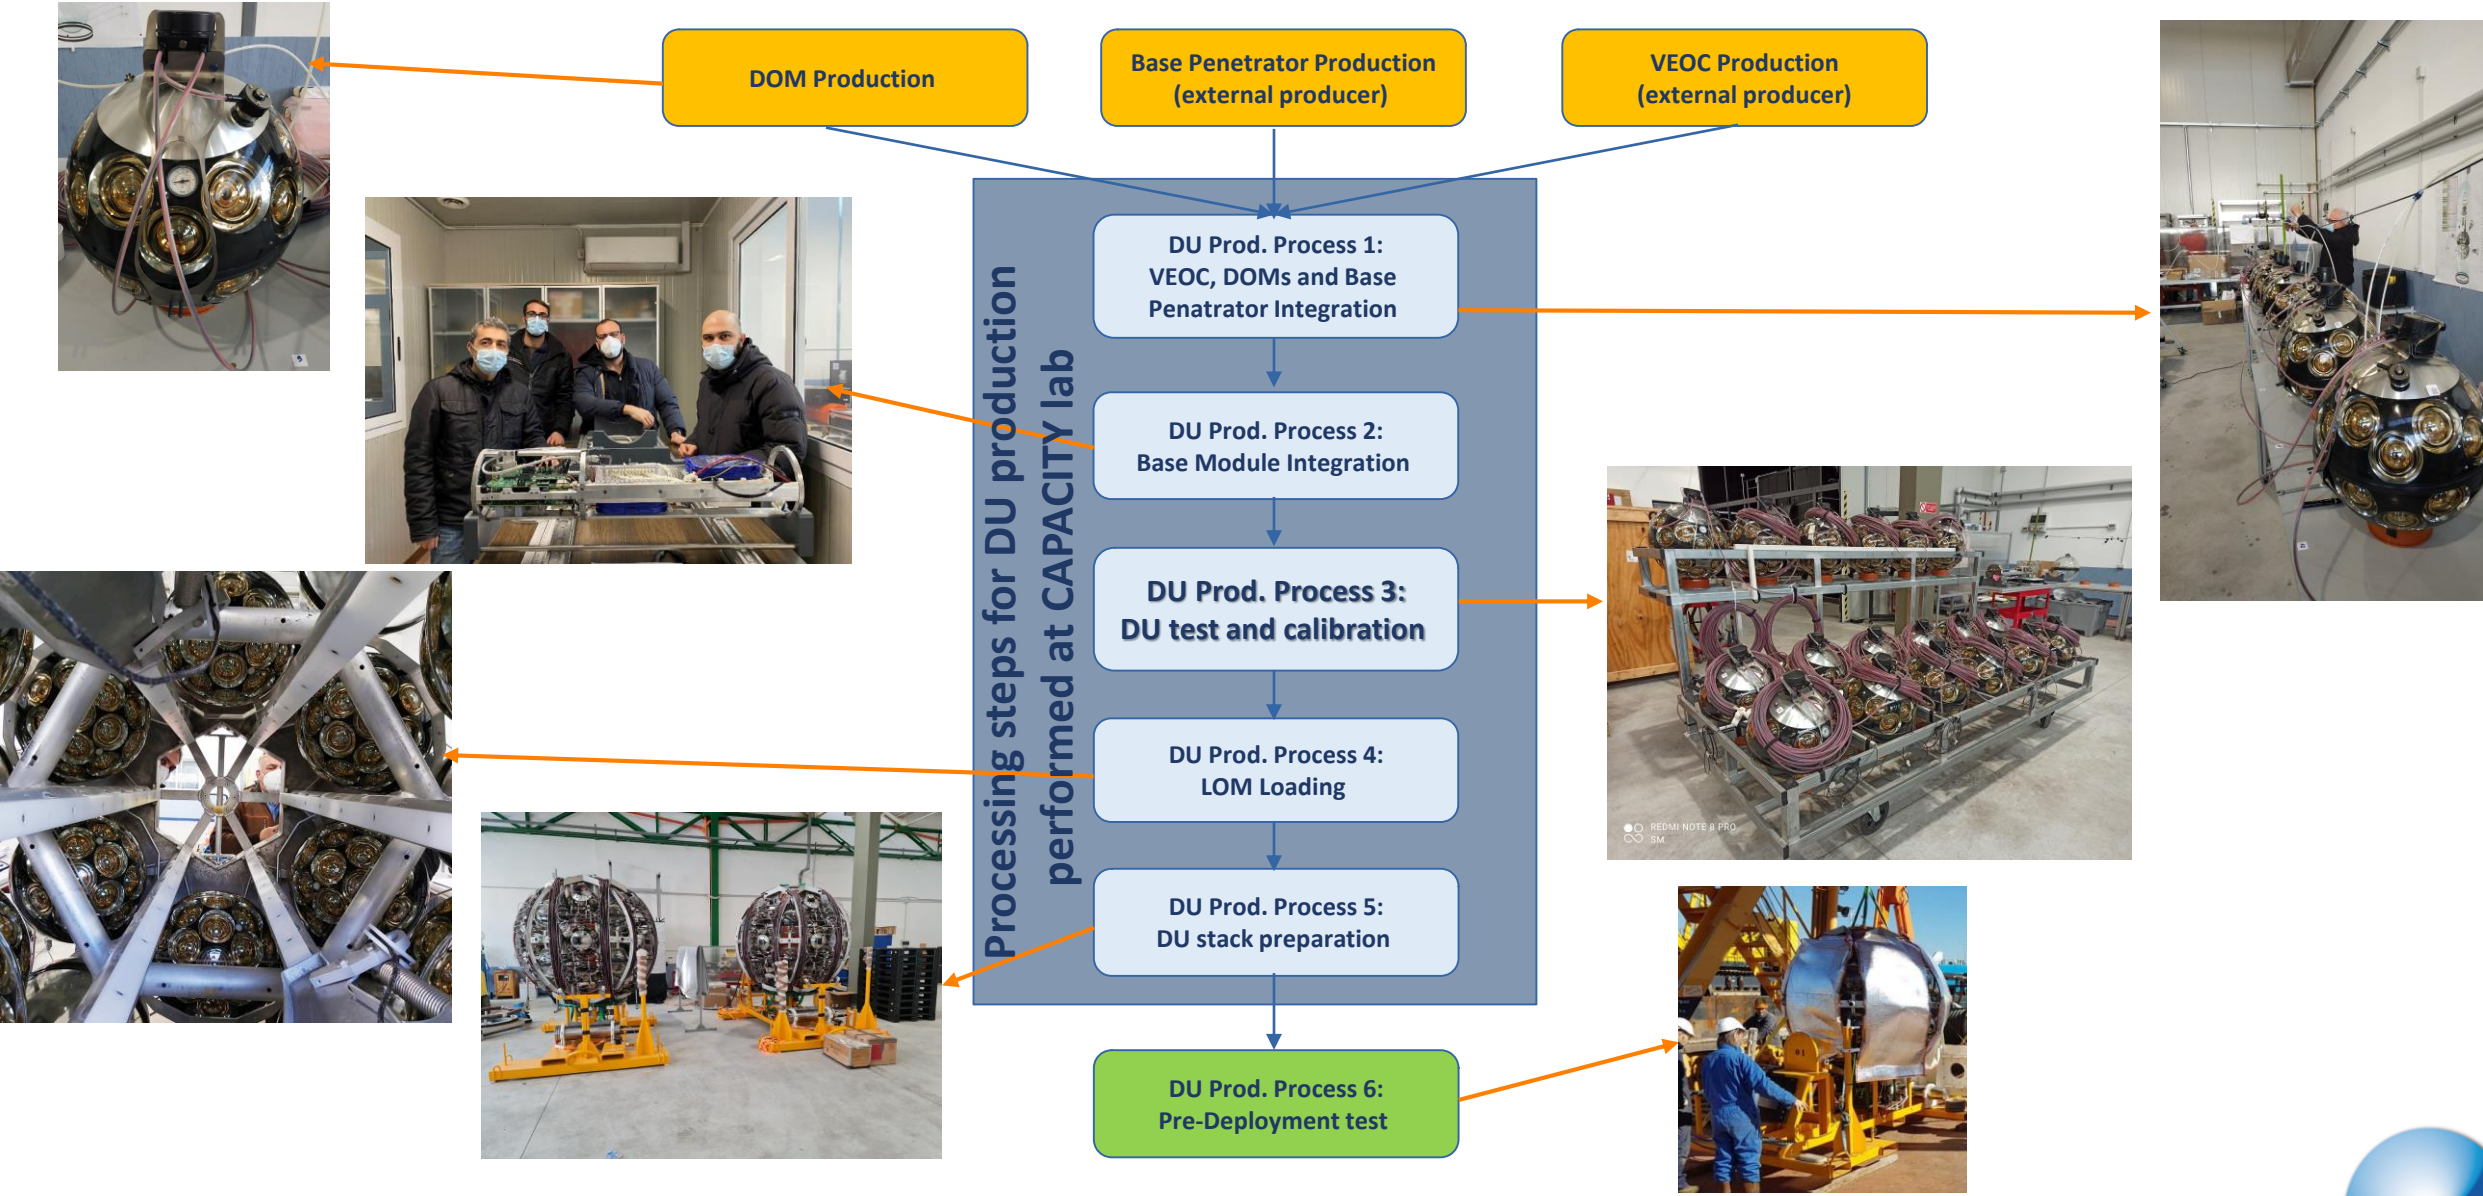 DOM Production
Base Penetrator Production
(external producer)
VEOC Production
(external producer)
Processing steps for DU production
performed at CAPACITY lab
DU Prod. Process 1:
VEOC, DOMs and Base
Penatrator Integration
DU Prod. Process 2:
Base Module Integration
DU Prod. Process 3:
DU test and calibration
DU Prod. Process 4:
LOM Loading
DU Prod. Process 5:
DU stack preparation
DU Prod. Process 6:
Pre-Deployment test
REDMI NOTE 8 PRO
SM
01